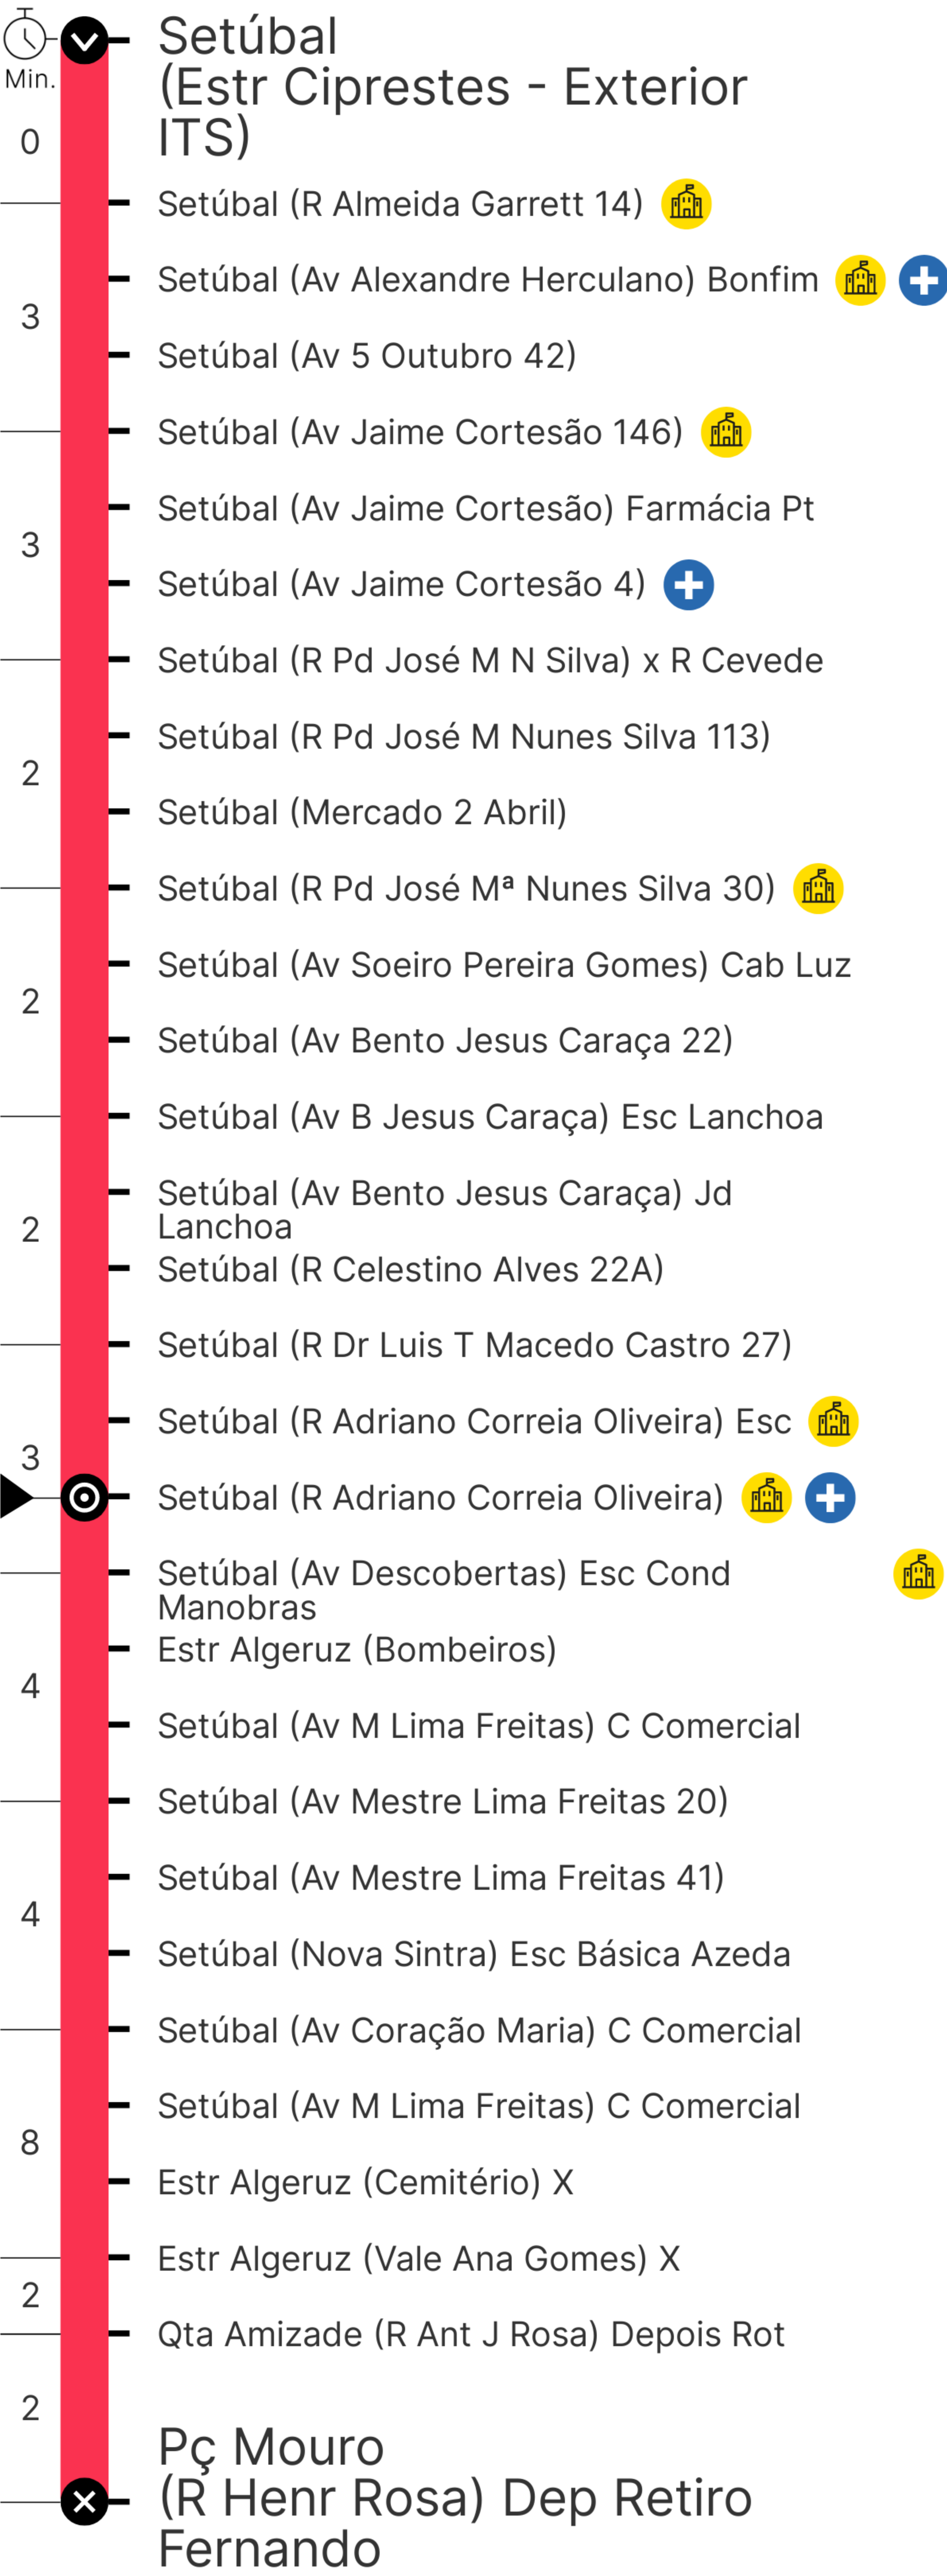 Setúbal
(Estr Ciprestes - Exterior
ITS)
Min.
0
Setúbal (R Almeida Garrett 14)
Setúbal (Av Alexandre Herculano) Bonfim
3
Setúbal (Av 5 Outubro 42)
Setúbal (Av Jaime Cortesão 146)
Setúbal (Av Jaime Cortesão) Farmácia Pt
3
Setúbal (Av Jaime Cortesão 4)
Setúbal (R Pd José M N Silva) x R Cevede
Setúbal (R Pd José M Nunes Silva 113)
2
Setúbal (Mercado 2 Abril)
Setúbal (R Pd José Mª Nunes Silva 30)
Setúbal (Av Soeiro Pereira Gomes) Cab Luz
2
Setúbal (Av Bento Jesus Caraça 22)
Setúbal (Av B Jesus Caraça) Esc Lanchoa
Setúbal (Av Bento Jesus Caraça) Jd
Lanchoa
2
Setúbal (R Celestino Alves 22A)
Setúbal (R Dr Luis T Macedo Castro 27)
Setúbal (R Adriano Correia Oliveira) Esc
3
Setúbal (R Adriano Correia Oliveira)
Setúbal (Av Descobertas) Esc Cond
Manobras
Estr Algeruz (Bombeiros)
4
Setúbal (Av M Lima Freitas) C Comercial
Setúbal (Av Mestre Lima Freitas 20)
Setúbal (Av Mestre Lima Freitas 41)
4
Setúbal (Nova Sintra) Esc Básica Azeda
Setúbal (Av Coração Maria) C Comercial
Setúbal (Av M Lima Freitas) C Comercial
8
Estr Algeruz (Cemitério) X
Estr Algeruz (Vale Ana Gomes) X
2
Qta Amizade (R Ant J Rosa) Depois Rot
2
Pç Mouro
(R Henr Rosa) Dep Retiro
Fernando